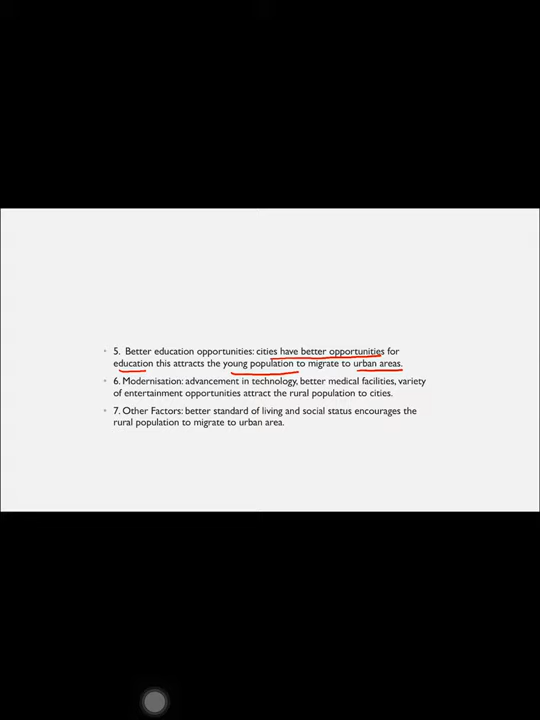 • 5. Better education opportunities: cities have better opportunities for
education this attracts the young population to migrate to urban areas.
• 6. Modernisation: advancement in technology, better medical facilities, variety
of entertainment opportunities attract the rural population to cities.
• 7. Other Factors: better standard of living and social status encourages the
rural population to migrate to urban area.